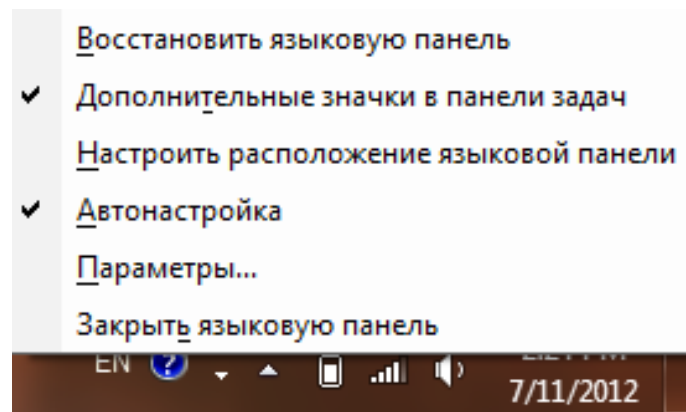 Восстановить языковую панель
Дополнительные значки в панели задач
Настроить расположение языковой панели
Автонастройка
Параметры...
Закрыть языковую панель
EN ?
7/11/2012